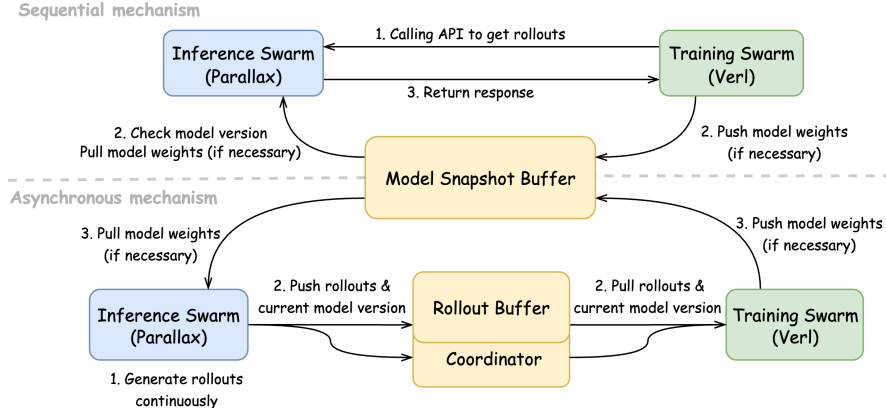 Sequential mechanism
Inference Swarm
(Parallax)
1. Calling API to get rollouts
3. Return response
Training Swarm
(Verl)
2. Check model version
Pull model weights (if necessary)
2. Push model weights
(if necessary)
Model Snapshot Buffer
Asynchronous mechanism
3. Pull model weights
(if necessary)
3. Push model weights
(if necessary)
Inference Swarm
(Parallax)
2. Push rollouts &
current model version
Rollout Buffer
Coordinator
2. Pull rollouts &
current model version
Training Swarm
(Verl)
1. Generate rollouts
continuously